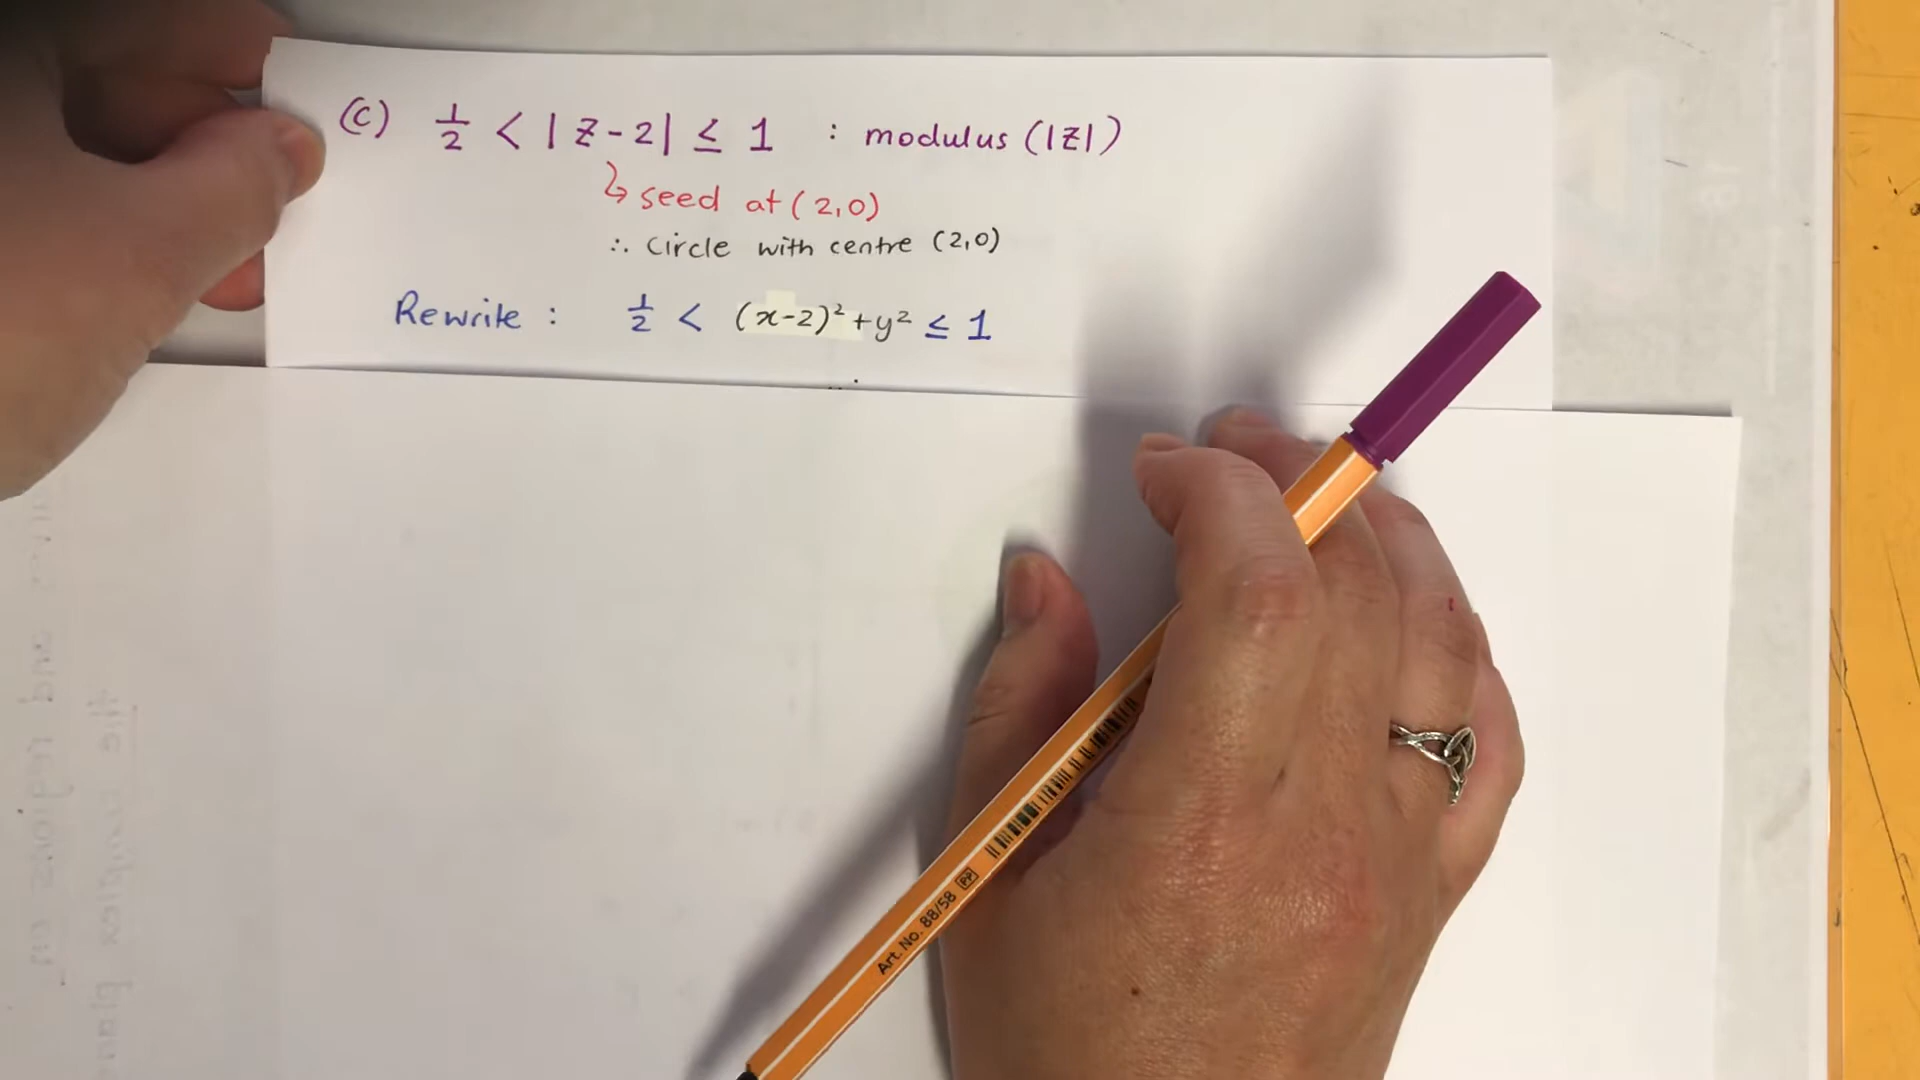 (C) ½ < |z-2| ≤ 1 : modulus (|z|)
↳ seed at (2,0)
∴ Circle with centre (2,0)
Rewrite : ½ < (x-2)² + y² ≤ 1
Art. No. 88/58 PP